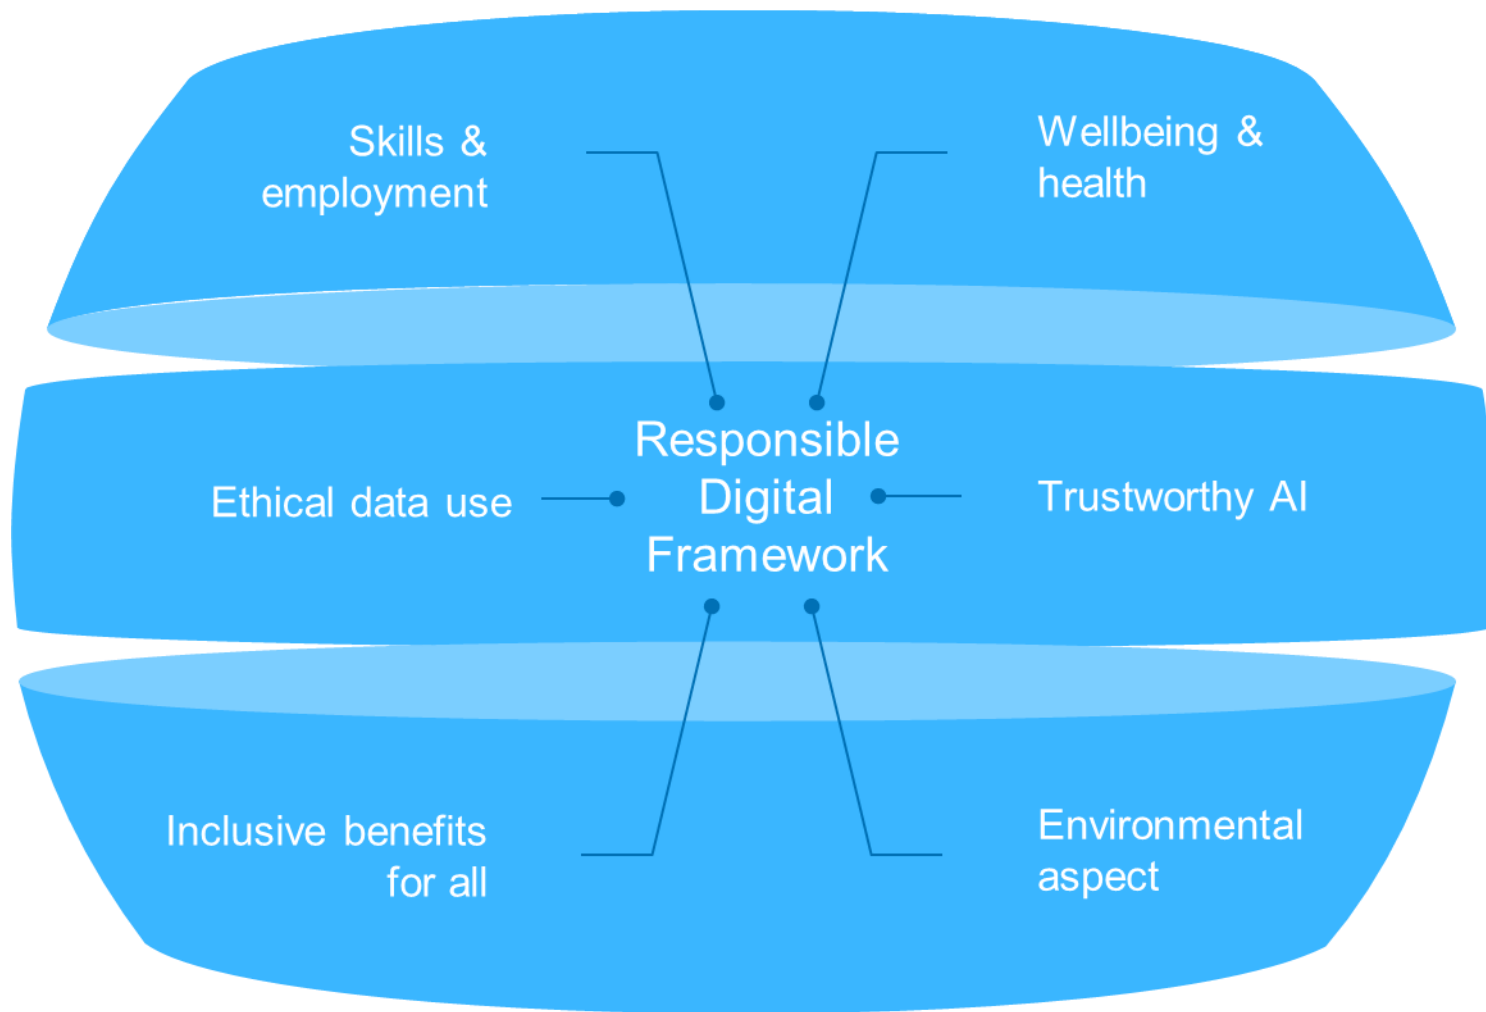 Skills &
employment
Wellbeing &
health
Responsible
Digital
Framework
Ethical data use
Trustworthy AI
Inclusive benefits
for all
Environmental
aspect